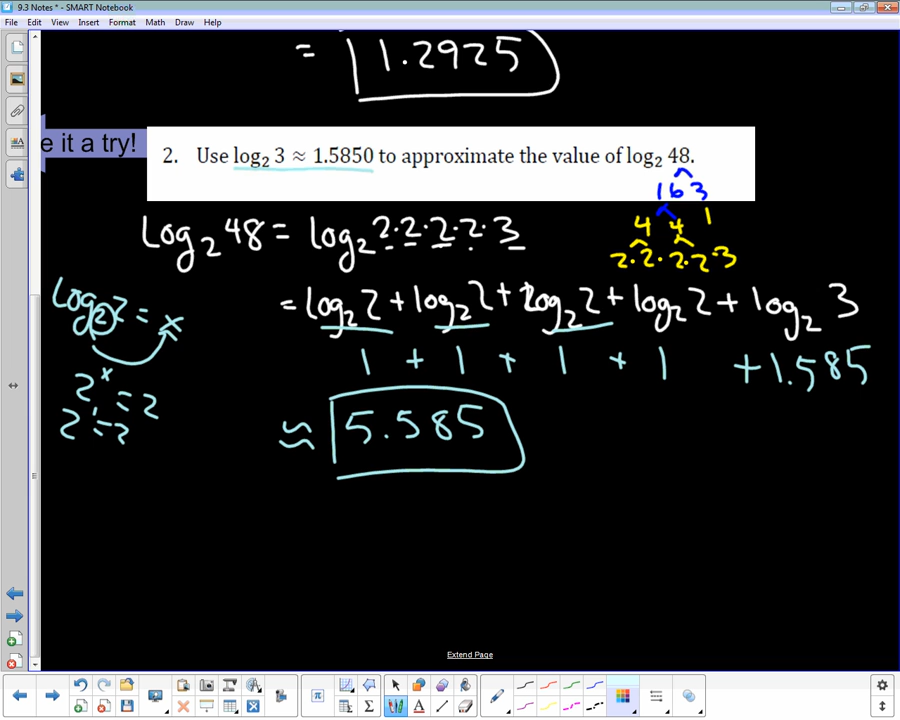 9.3 Notes * - SMART Notebook
File Edit View Insert Format Math Draw Help
= 1.2925
e it a try!
2. Use log₂ 3 ≈ 1.5850 to approximate the value of log₂ 48.
16 3
4 4 1
2·2·2·2·3
Log₂ 48 = log₂ 2·2·2·2·3
= log₂ 2 + log₂ 2 + log₂ 2 + log₂ 2 + log₂ 3
1 + 1 + 1 + 1 + 1.585
≈ 5.585
Log₂ 2 = x
2ˣ = 2
2¹ = 2
Extend Page